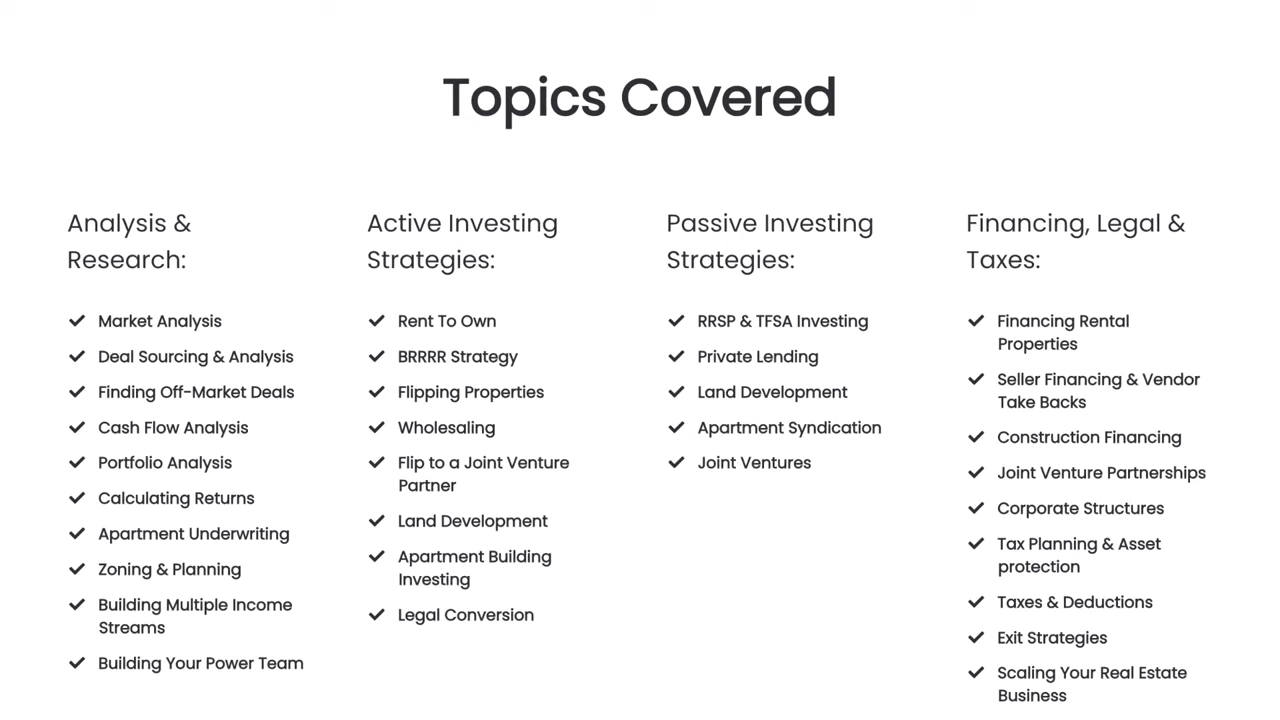 Topics Covered
Analysis &
Research:
Market Analysis
Deal Sourcing & Analysis
Finding Off-Market Deals
Cash Flow Analysis
Portfolio Analysis
Calculating Returns
Apartment Underwriting
Zoning & Planning
Building Multiple Income
Streams
Building Your Power Team
Active Investing
Strategies:
Rent To Own
BRRRR Strategy
Flipping Properties
Wholesaling
Flip to a Joint Venture
Partner
Land Development
Apartment Building
Investing
Legal Conversion
Passive Investing
Strategies:
RRSP & TFSA Investing
Private Lending
Land Development
Apartment Syndication
Joint Ventures
Financing, Legal &
Taxes:
Financing Rental
Properties
Seller Financing & Vendor
Take Backs
Construction Financing
Joint Venture Partnerships
Corporate Structures
Tax Planning & Asset
protection
Taxes & Deductions
Exit Strategies
Scaling Your Real Estate
Business